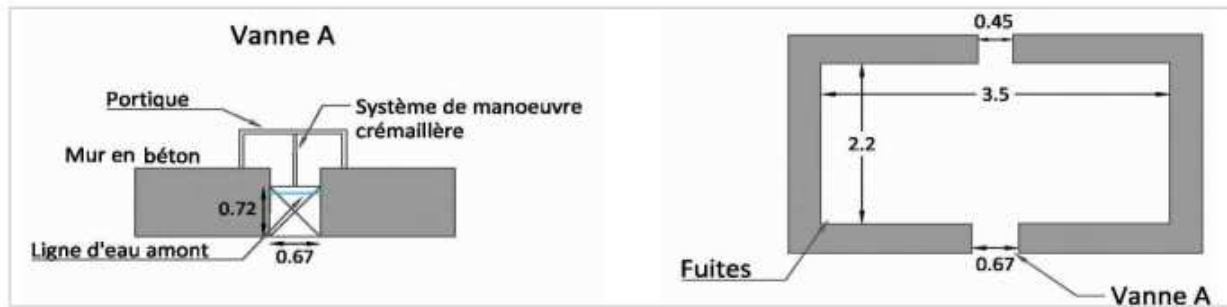 Vanne A
Portique
Système de manoeuvre
crémaillère
Mur en béton
0.72
Ligne d'eau amont
0.67
0.45
3.5
2.2
Fuites
0.67
Vanne A